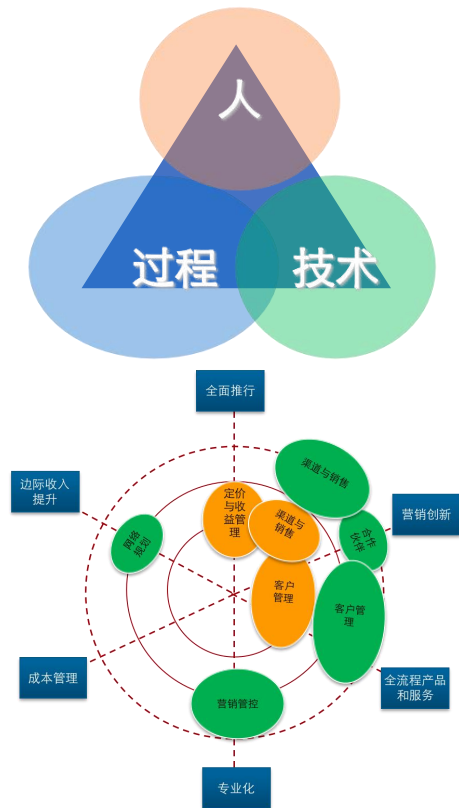 人
过程
技术
全面推行
渠道与销售
边际收入
提升
定价
与收
益管
理
渠道与
销售
营销创新
网络
规划
合作
伙伴
客户
管理
客户管
理
成本管理
全流程产品
和服务
营销管控
专业化